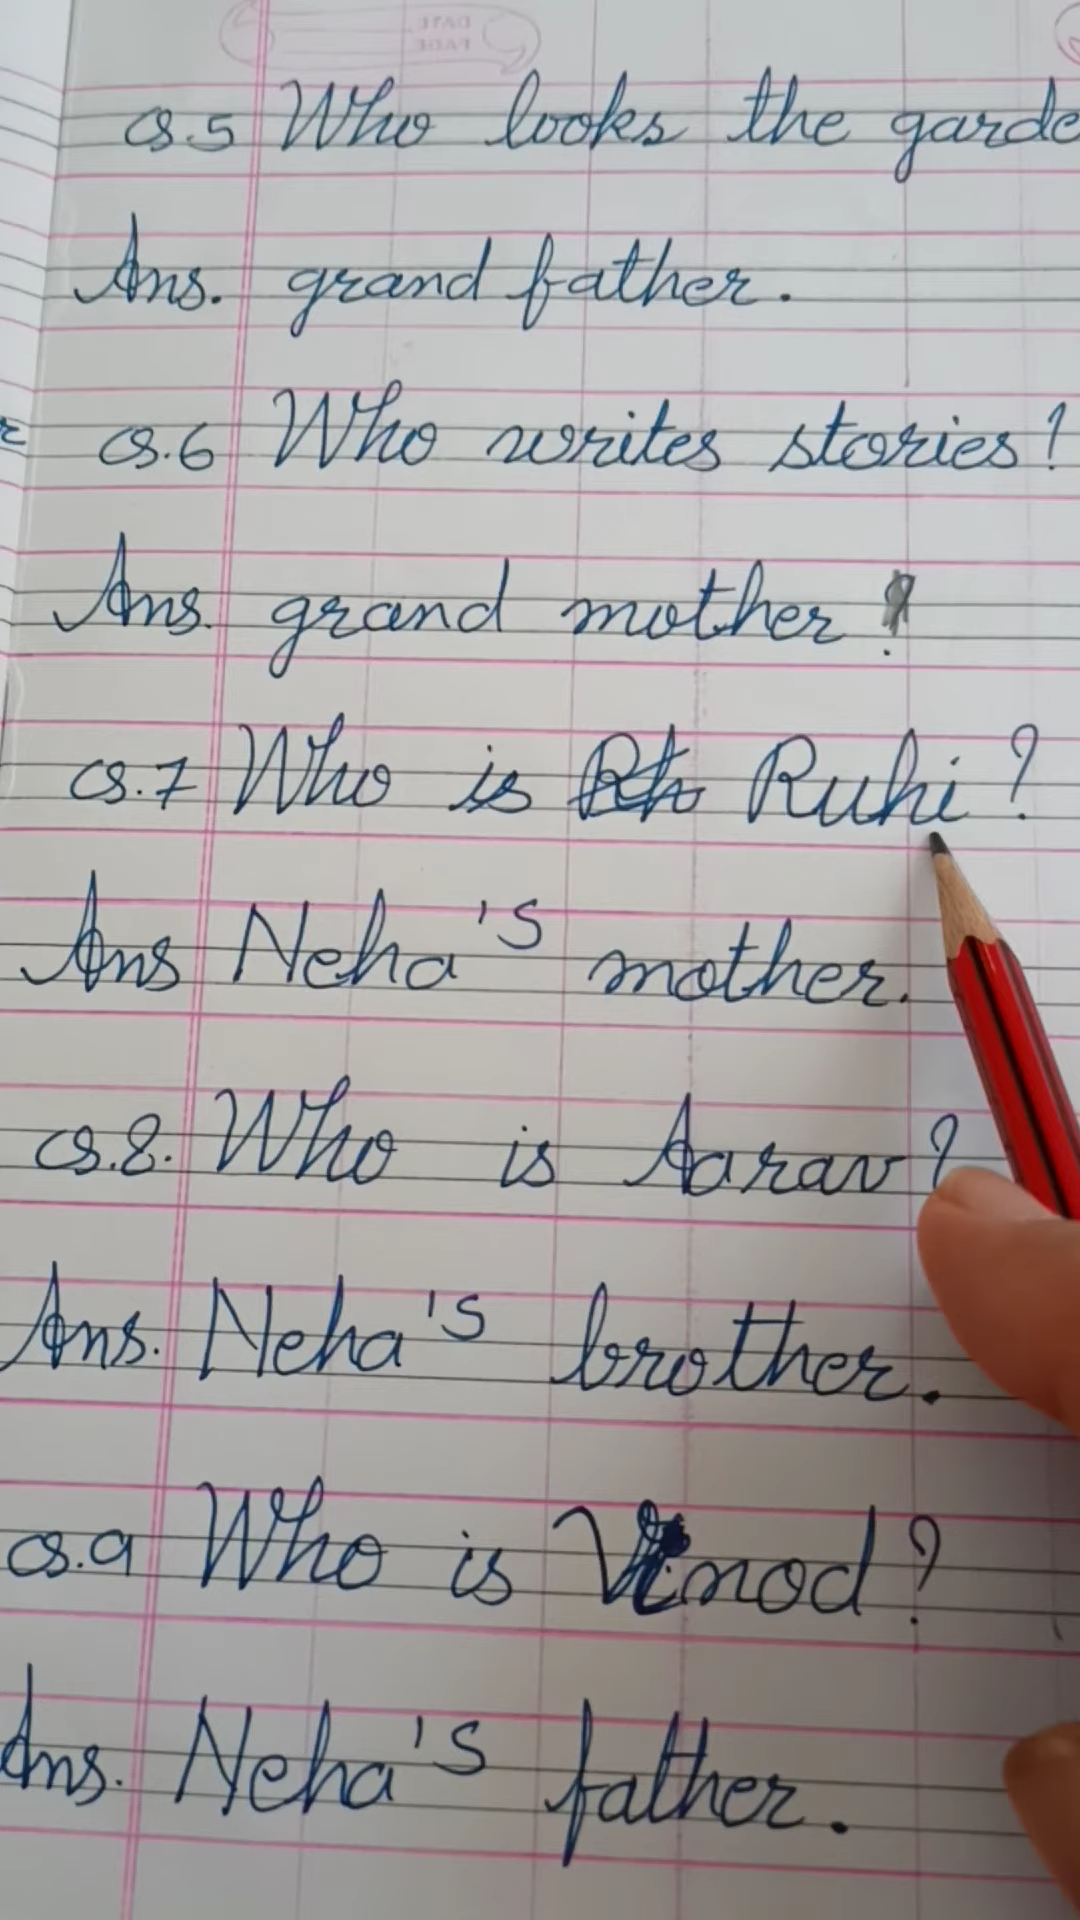 Q.5 Who looks the garde
Ans. grand father.
Q.6 Who writes stories!
Ans. grand mother
Q.7 Who is Ruhi?
Ans Neha's mother.
Q.8. Who is Aarav?
Ans. Neha's brother.
Q.9 Who is Vinod?
Ans. Neha's father.